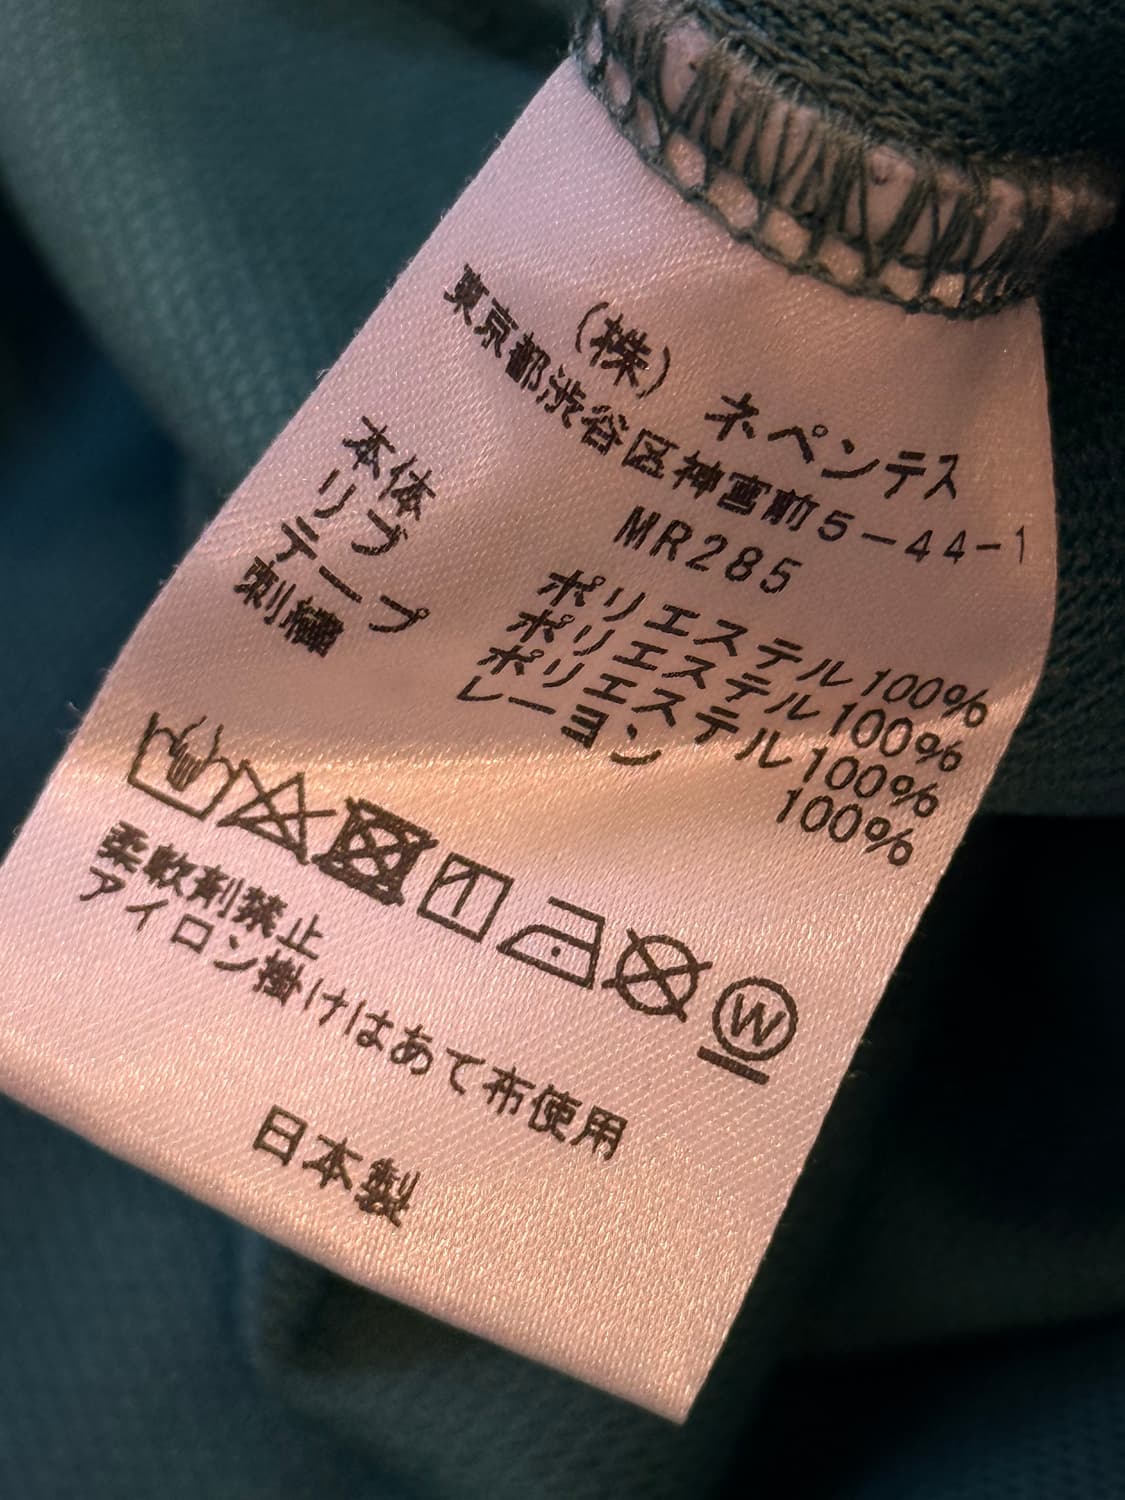 (株) ネペンテス
東京都渋谷区神宮前5-44-1
MR285
本体 ポリエステル100%
リブ ポリエステル100%
テープ ポリエステル100%
刺繍 レーヨン 100%
W
柔軟剤禁止
アイロン掛けはあて布使用
日本製